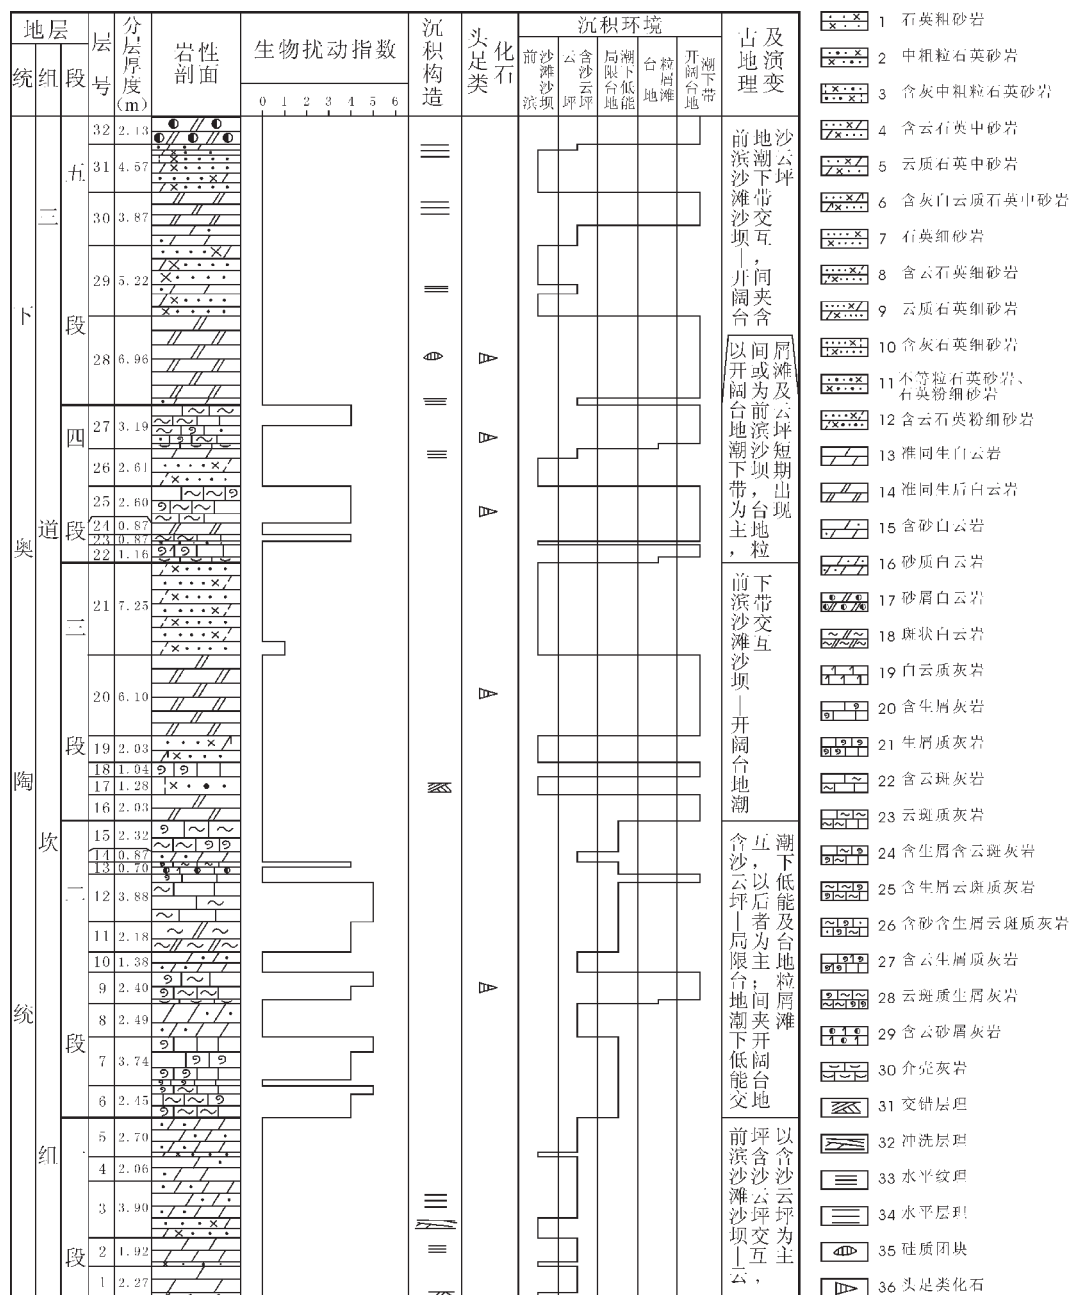 地层
统
组
段
层号
分层厚度(m)
岩性剖面
生物扰动指数
0 1 2 3 4 5 6
沉积构造
头足类化石
沉积环境
前滨沙滩沙坝
云坪
含沙云坪
局限台地潮下低能
台地粒屑滩
开阔台地潮下带
古地理及演变
下奥陶统
三道坎组
五段
32 2.13
31 4.57
30 3.87
29 5.22
28 6.96
四段
27 3.19
26 2.61
25 2.60
24 0.87
23 0.87
22 1.16
三段
21 7.25
20 6.10
19 2.03
18 1.04
17 1.28
16 2.03
二段
15 2.32
14 0.87
13 0.70
12 3.88
11 2.18
10 1.38
9 2.40
8 2.49
7 3.74
6 2.45
一段
5 2.70
4 2.06
3 3.90
2 1.92
1 2.27
前滨沙滩沙坝—开阔台
地潮下带交互，间夹含
沙云坪
以开阔台地潮下带为主，
间或为前滨沙坝，台地粒
屑滩及云坪短期出现
前滨沙滩沙坝—开阔台地潮
下带交互
含沙云坪—局限台地潮下低能交
互，以后者为主；间夹开阔台地
潮下低能及台地粒屑滩
前滨沙滩沙坝—云
坪含沙云坪交互，
以含沙云坪为主
1 石英粗砂岩
2 中粗粒石英砂岩
3 含灰中粗粒石英砂岩
4 含云石英中砂岩
5 云质石英中砂岩
6 含灰白云质石英中砂岩
7 石英细砂岩
8 含云石英细砂岩
9 云质石英细砂岩
10 含灰石英细砂岩
11 不等粒石英砂岩、
石英粉细砂岩
12 含云石英粉细砂岩
13 准同生白云岩
14 准同生后白云岩
15 含砂白云岩
16 砂质白云岩
17 砂屑白云岩
18 斑状白云岩
19 白云质灰岩
20 含生屑灰岩
21 生屑质灰岩
22 含云斑灰岩
23 云斑质灰岩
24 含生屑含云斑灰岩
25 含生屑云斑质灰岩
26 含砂含生屑云斑质灰岩
27 含云生屑质灰岩
28 云斑质生屑灰岩
29 含云砂屑灰岩
30 介壳灰岩
31 交错层理
32 冲洗层理
33 水平纹理
34 水平层理
35 硅质团块
36 头足类化石